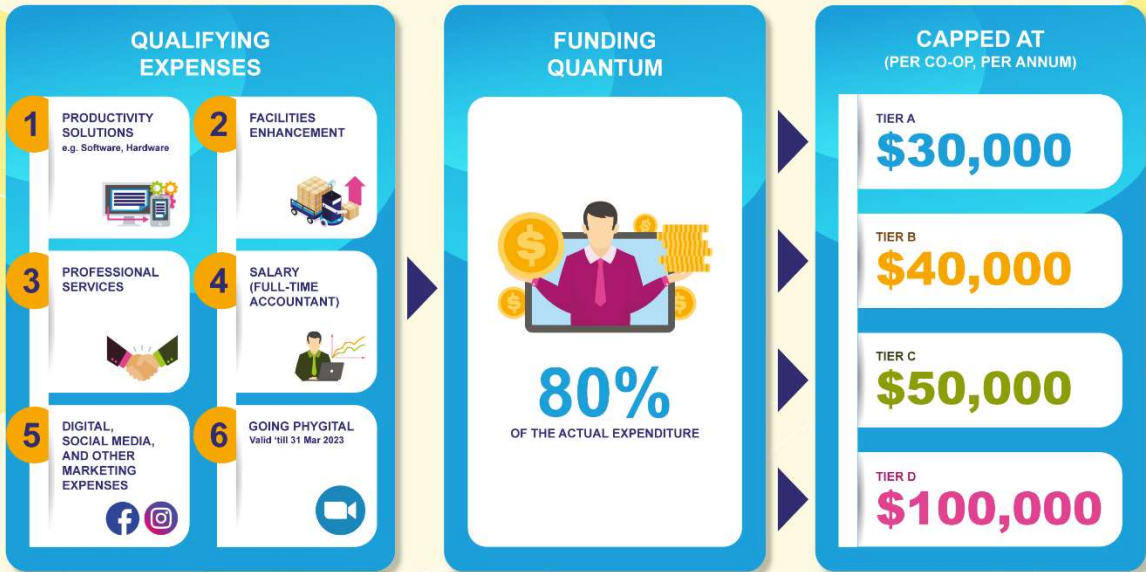 QUALIFYING
EXPENSES
1
PRODUCTIVITY
SOLUTIONS
e.g. Software, Hardware
2
FACILITIES
ENHANCEMENT
3
PROFESSIONAL
SERVICES
4
SALARY
(FULL-TIME
ACCOUNTANT)
5
DIGITAL,
SOCIAL MEDIA,
AND OTHER
MARKETING
EXPENSES
6
GOING PHYGITAL
Valid 'till 31 Mar 2023
FUNDING
QUANTUM
80%
OF THE ACTUAL EXPENDITURE
CAPPED AT
(PER CO-OP, PER ANNUM)
TIER A
$30,000
TIER B
$40,000
TIER C
$50,000
TIER D
$100,000